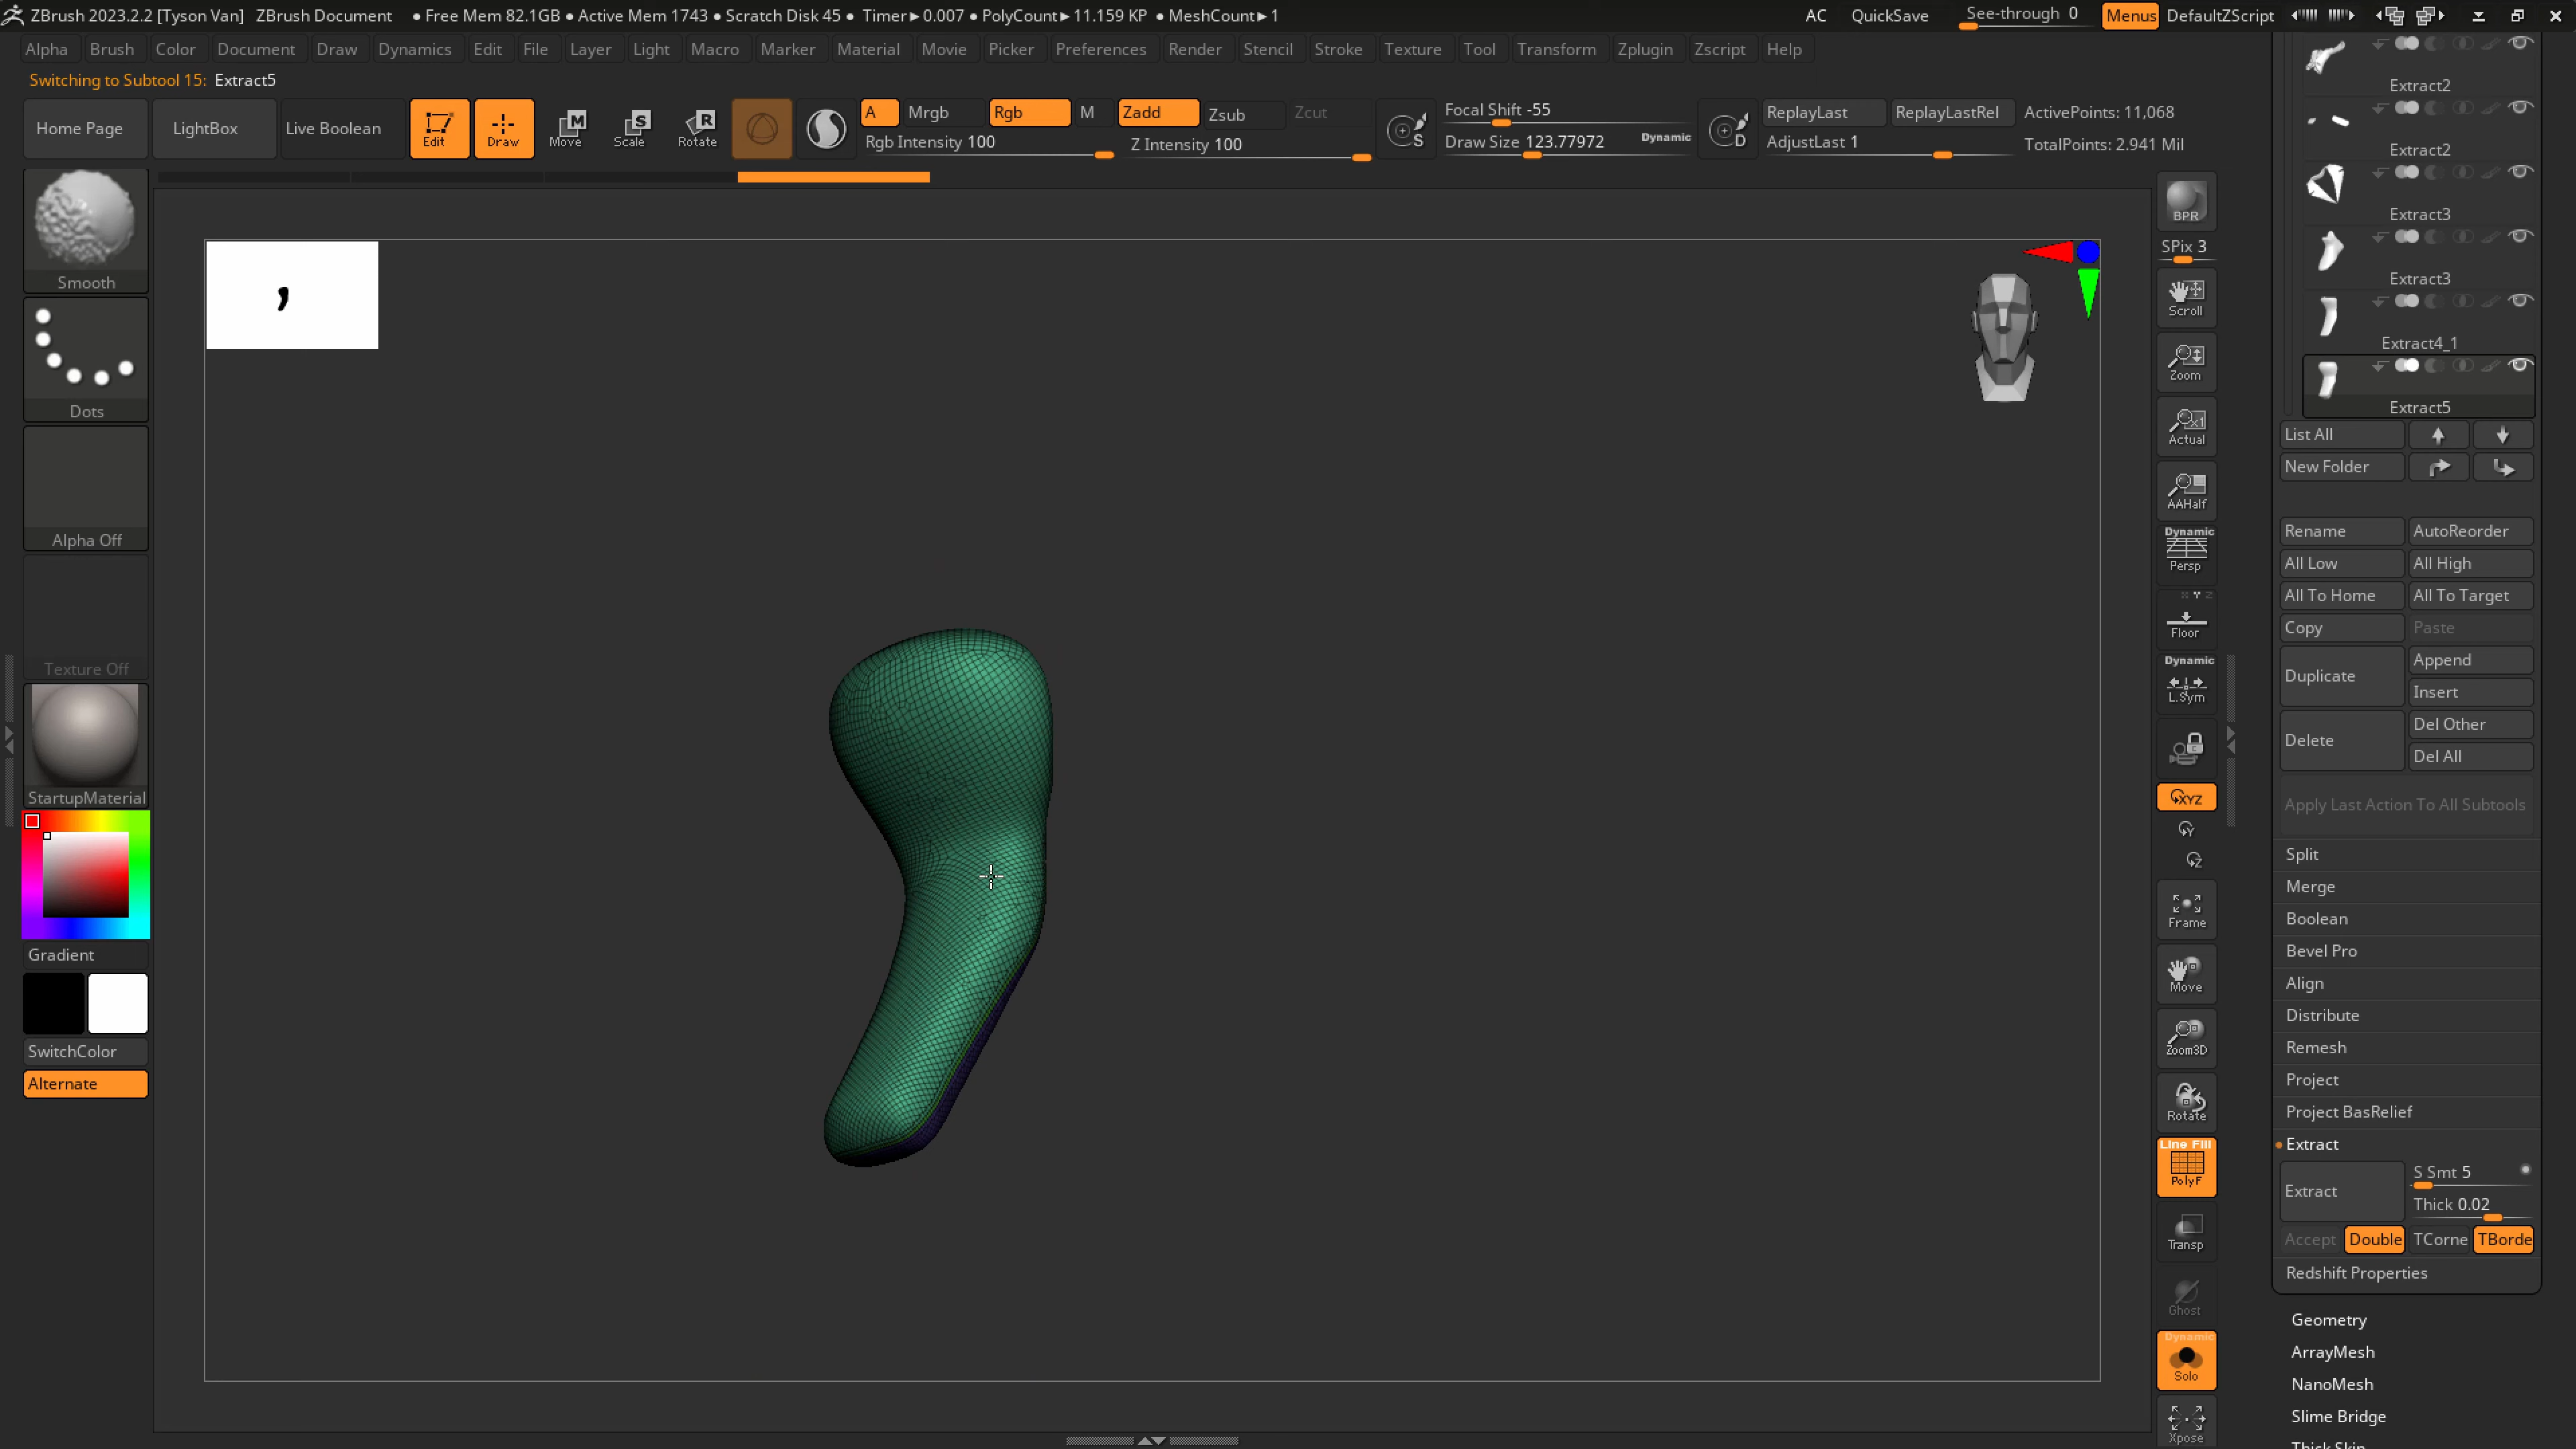 ZBrush 2023.2.2 [Tyson Van] ZBrush Document ● Free Mem 82.1GB ● Active Mem 1743 ● Scratch Disk 45 ● Timer►0.007 ● PolyCount►11.159 KP ● MeshCount►1 AC QuickSave See-through 0 Menus DefaultZScript
Alpha Brush Color Document Draw Dynamics Edit File Layer Light Macro Marker Material Movie Picker Preferences Render Stencil Stroke Texture Tool Transform Zplugin Zscript Help
Switching to Subtool 15: Extract5
Home Page LightBox Live Boolean Edit Draw Move Scale Rotate
M S R
A Mrgb Rgb M Zadd Zsub Zcut
Rgb Intensity 100 Z Intensity 100
S Focal Shift -55
Draw Size 123.77972 Dynamic
D ReplayLast ReplayLastRel ActivePoints: 11,068
AdjustLast 1 TotalPoints: 2.941 Mil
Smooth
Dots
Alpha Off
Texture Off
StartupMaterial
Gradient
SwitchColor
Alternate
,
BPR
SPix 3
Scroll
Zoom
x1
Actual
AAHalf
Dynamic
Persp
Floor
Dynamic
L.Sym
XYZ
Y
Z
Frame
Move
Zoom3D
Rotate
Line Fill
PolyF
Transp
Ghost
Dynamic
Solo
Xpose
Extract2
Extract2
Extract3
Extract3
Extract4_1
Extract5
List All
New Folder
Rename AutoReorder
All Low All High
All To Home All To Target
Copy Paste
Duplicate Append
Insert
Delete Del Other
Del All
Apply Last Action To All Subtools
Split
Merge
Boolean
Bevel Pro
Align
Distribute
Remesh
Project
Project BasRelief
Extract
Extract S Smt 5
Thick 0.02
Accept Double TCorne TBorde
Redshift Properties
Geometry
ArrayMesh
NanoMesh
Slime Bridge
Thick Skin